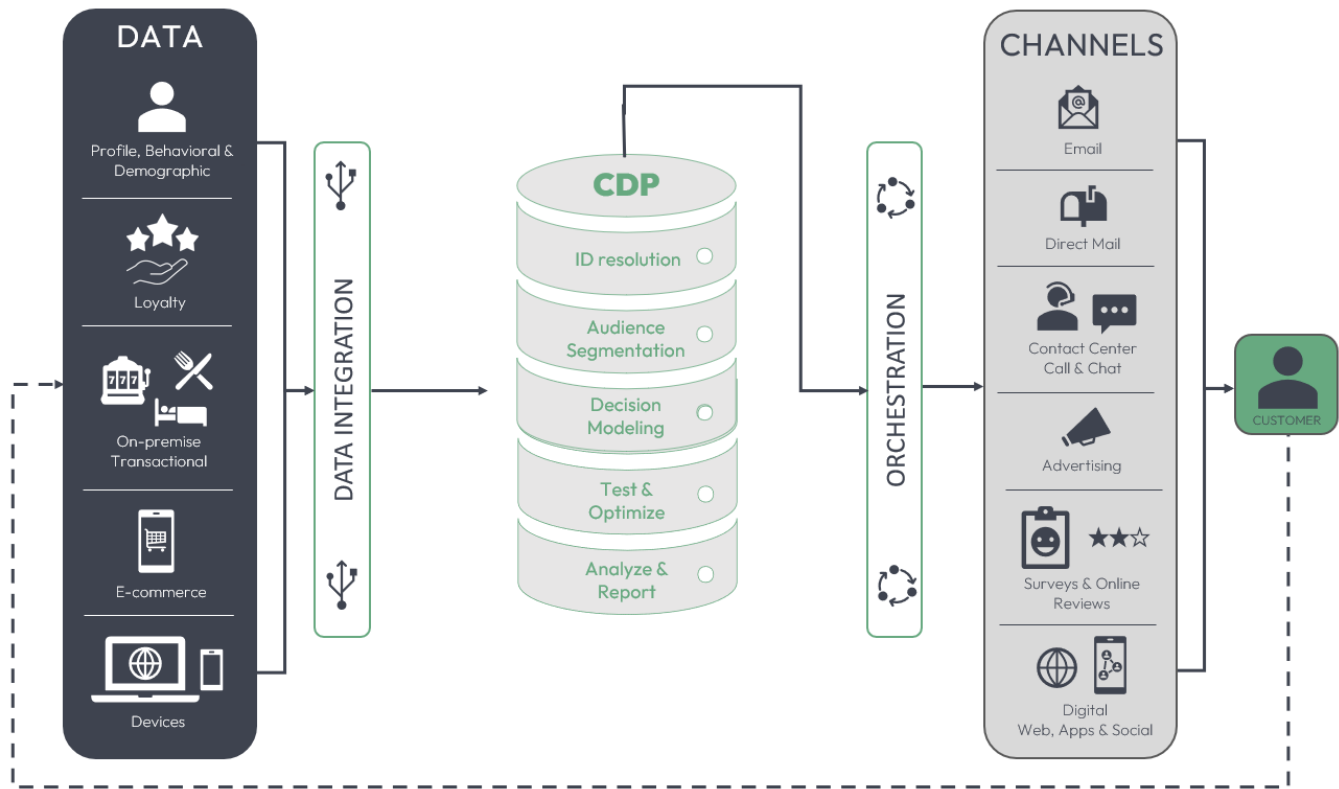 DATA
Profile, Behavioral &
Demographic
Loyalty
777
On-premise
Transactional
E-commerce
Devices
DATA INTEGRATION
CDP
ID resolution
Audience
Segmentation
Decision
Modeling
Test &
Optimize
Analyze &
Report
ORCHESTRATION
CHANNELS
@
Email
Direct Mail
Contact Center
Call & Chat
Advertising
Surveys & Online
Reviews
Digital
Web, Apps & Social
CUSTOMER